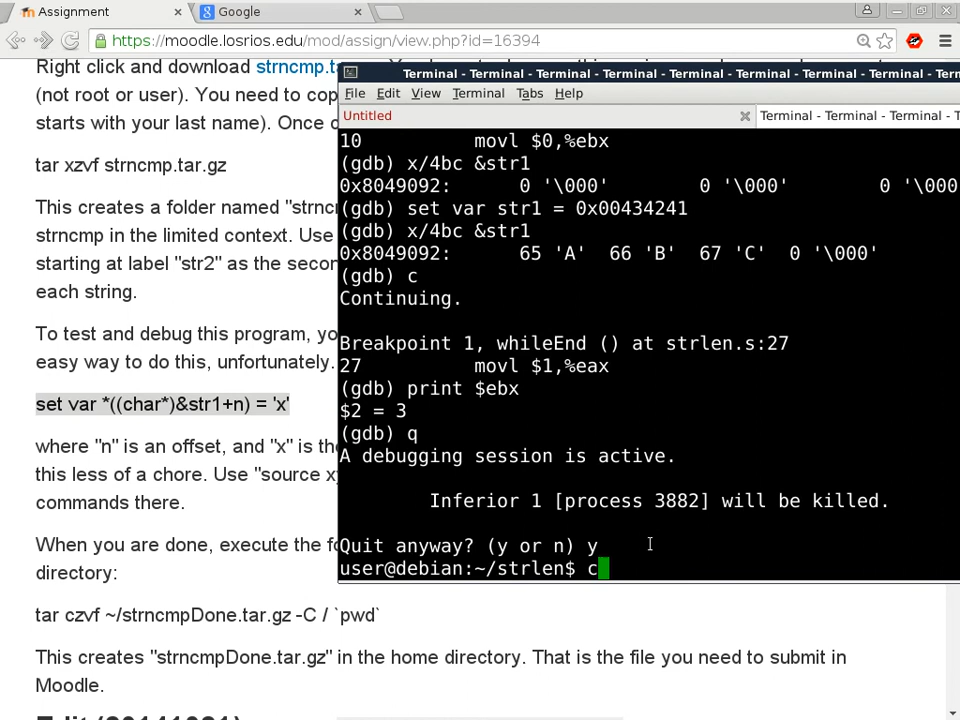 Assignment
Google
https://moodle.losrios.edu/mod/assign/view.php?id=16394
Right click and download strncmp.t
(not root or user). You need to cop
starts with your last name). Once
tar xzvf strncmp.tar.gz
This creates a folder named "strnc
strncmp in the limited context. Use
starting at label "str2" as the secon
each string.
To test and debug this program, yo
easy way to do this, unfortunately.
set var *((char*)&str1+n) = 'x'
where "n" is an offset, and "x" is the
this less of a chore. Use "source xy
commands there.
When you are done, execute the fo
directory:
tar czvf ~/strncmpDone.tar.gz -C / `pwd`
This creates "strncmpDone.tar.gz" in the home directory. That is the file you need to submit in
Moodle.
Terminal - Terminal - Terminal - Terminal - Terminal - Terminal - Terminal - Term
File Edit View Terminal Tabs Help
Untitled
Terminal - Terminal - Terminal - T
10 movl $0,%ebx
(gdb) x/4bc &str1
0x8049092: 0 '\000' 0 '\000' 0 '\000
(gdb) set var str1 = 0x00434241
(gdb) x/4bc &str1
0x8049092: 65 'A' 66 'B' 67 'C' 0 '\000'
(gdb) c
Continuing.
Breakpoint 1, whileEnd () at strlen.s:27
27 movl $1,%eax
(gdb) print $ebx
$2 = 3
(gdb) q
A debugging session is active.
Inferior 1 [process 3882] will be killed.
Quit anyway? (y or n) y
user@debian:~/strlen$ c